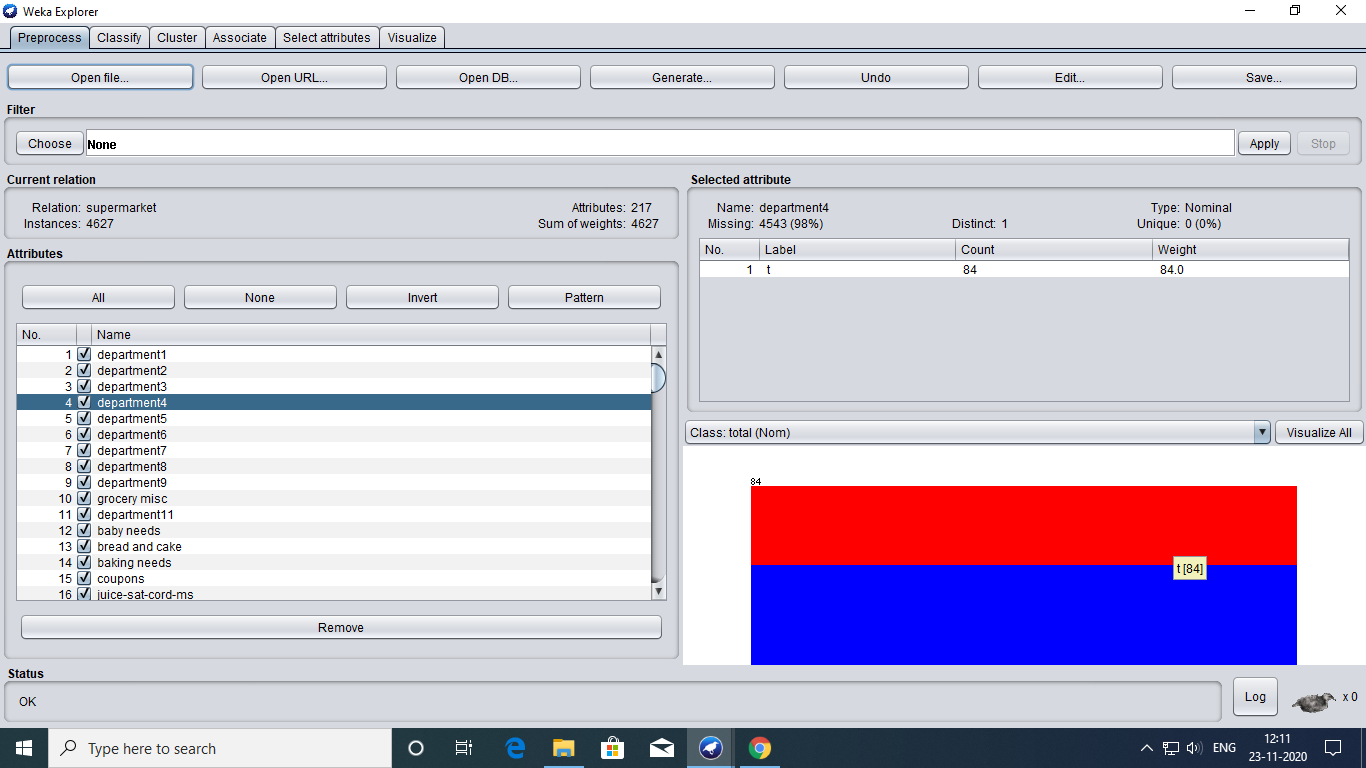 Weka Explorer
Preprocess Classify Cluster Associate Select attributes Visualize
Open file... Open URL... Open DB... Generate... Undo Edit... Save...
Filter
Choose None Apply Stop
Current relation
Relation: supermarket Attributes: 217
Instances: 4627 Sum of weights: 4627
Attributes
All None Invert Pattern
No. Name
1 department1
2 department2
3 department3
4 department4
5 department5
6 department6
7 department7
8 department8
9 department9
10 grocery misc
11 department11
12 baby needs
13 bread and cake
14 baking needs
15 coupons
16 juice-sat-cord-ms
Remove
Selected attribute
Name: department4 Type: Nominal
Missing: 4543 (98%) Distinct: 1 Unique: 0 (0%)
No. Label Count Weight
1 t 84 84.0
Class: total (Nom) Visualize All
84
t [84]
Status
OK
Log x 0
Type here to search
ENG
12:11
23-11-2020